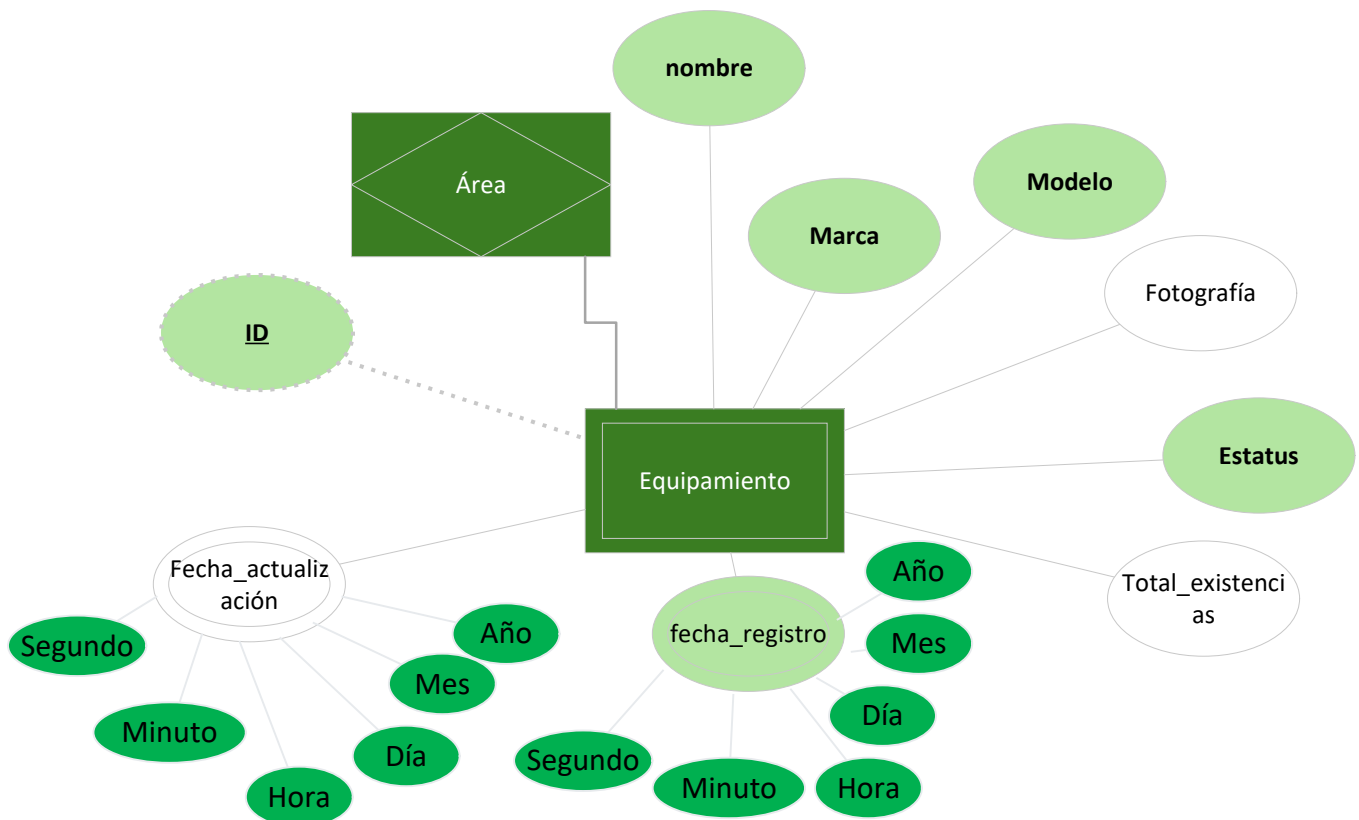 nombre
Área
Modelo
Marca
Fotografía
ID
Estatus
Equipamiento
Fecha_actualiz
ación
Año
Total_existenc
as
fecha_registro
Segundo
Año
Mes
Mes
Día
Minuto
Día
Segundo
Minuto
Hora
Hora